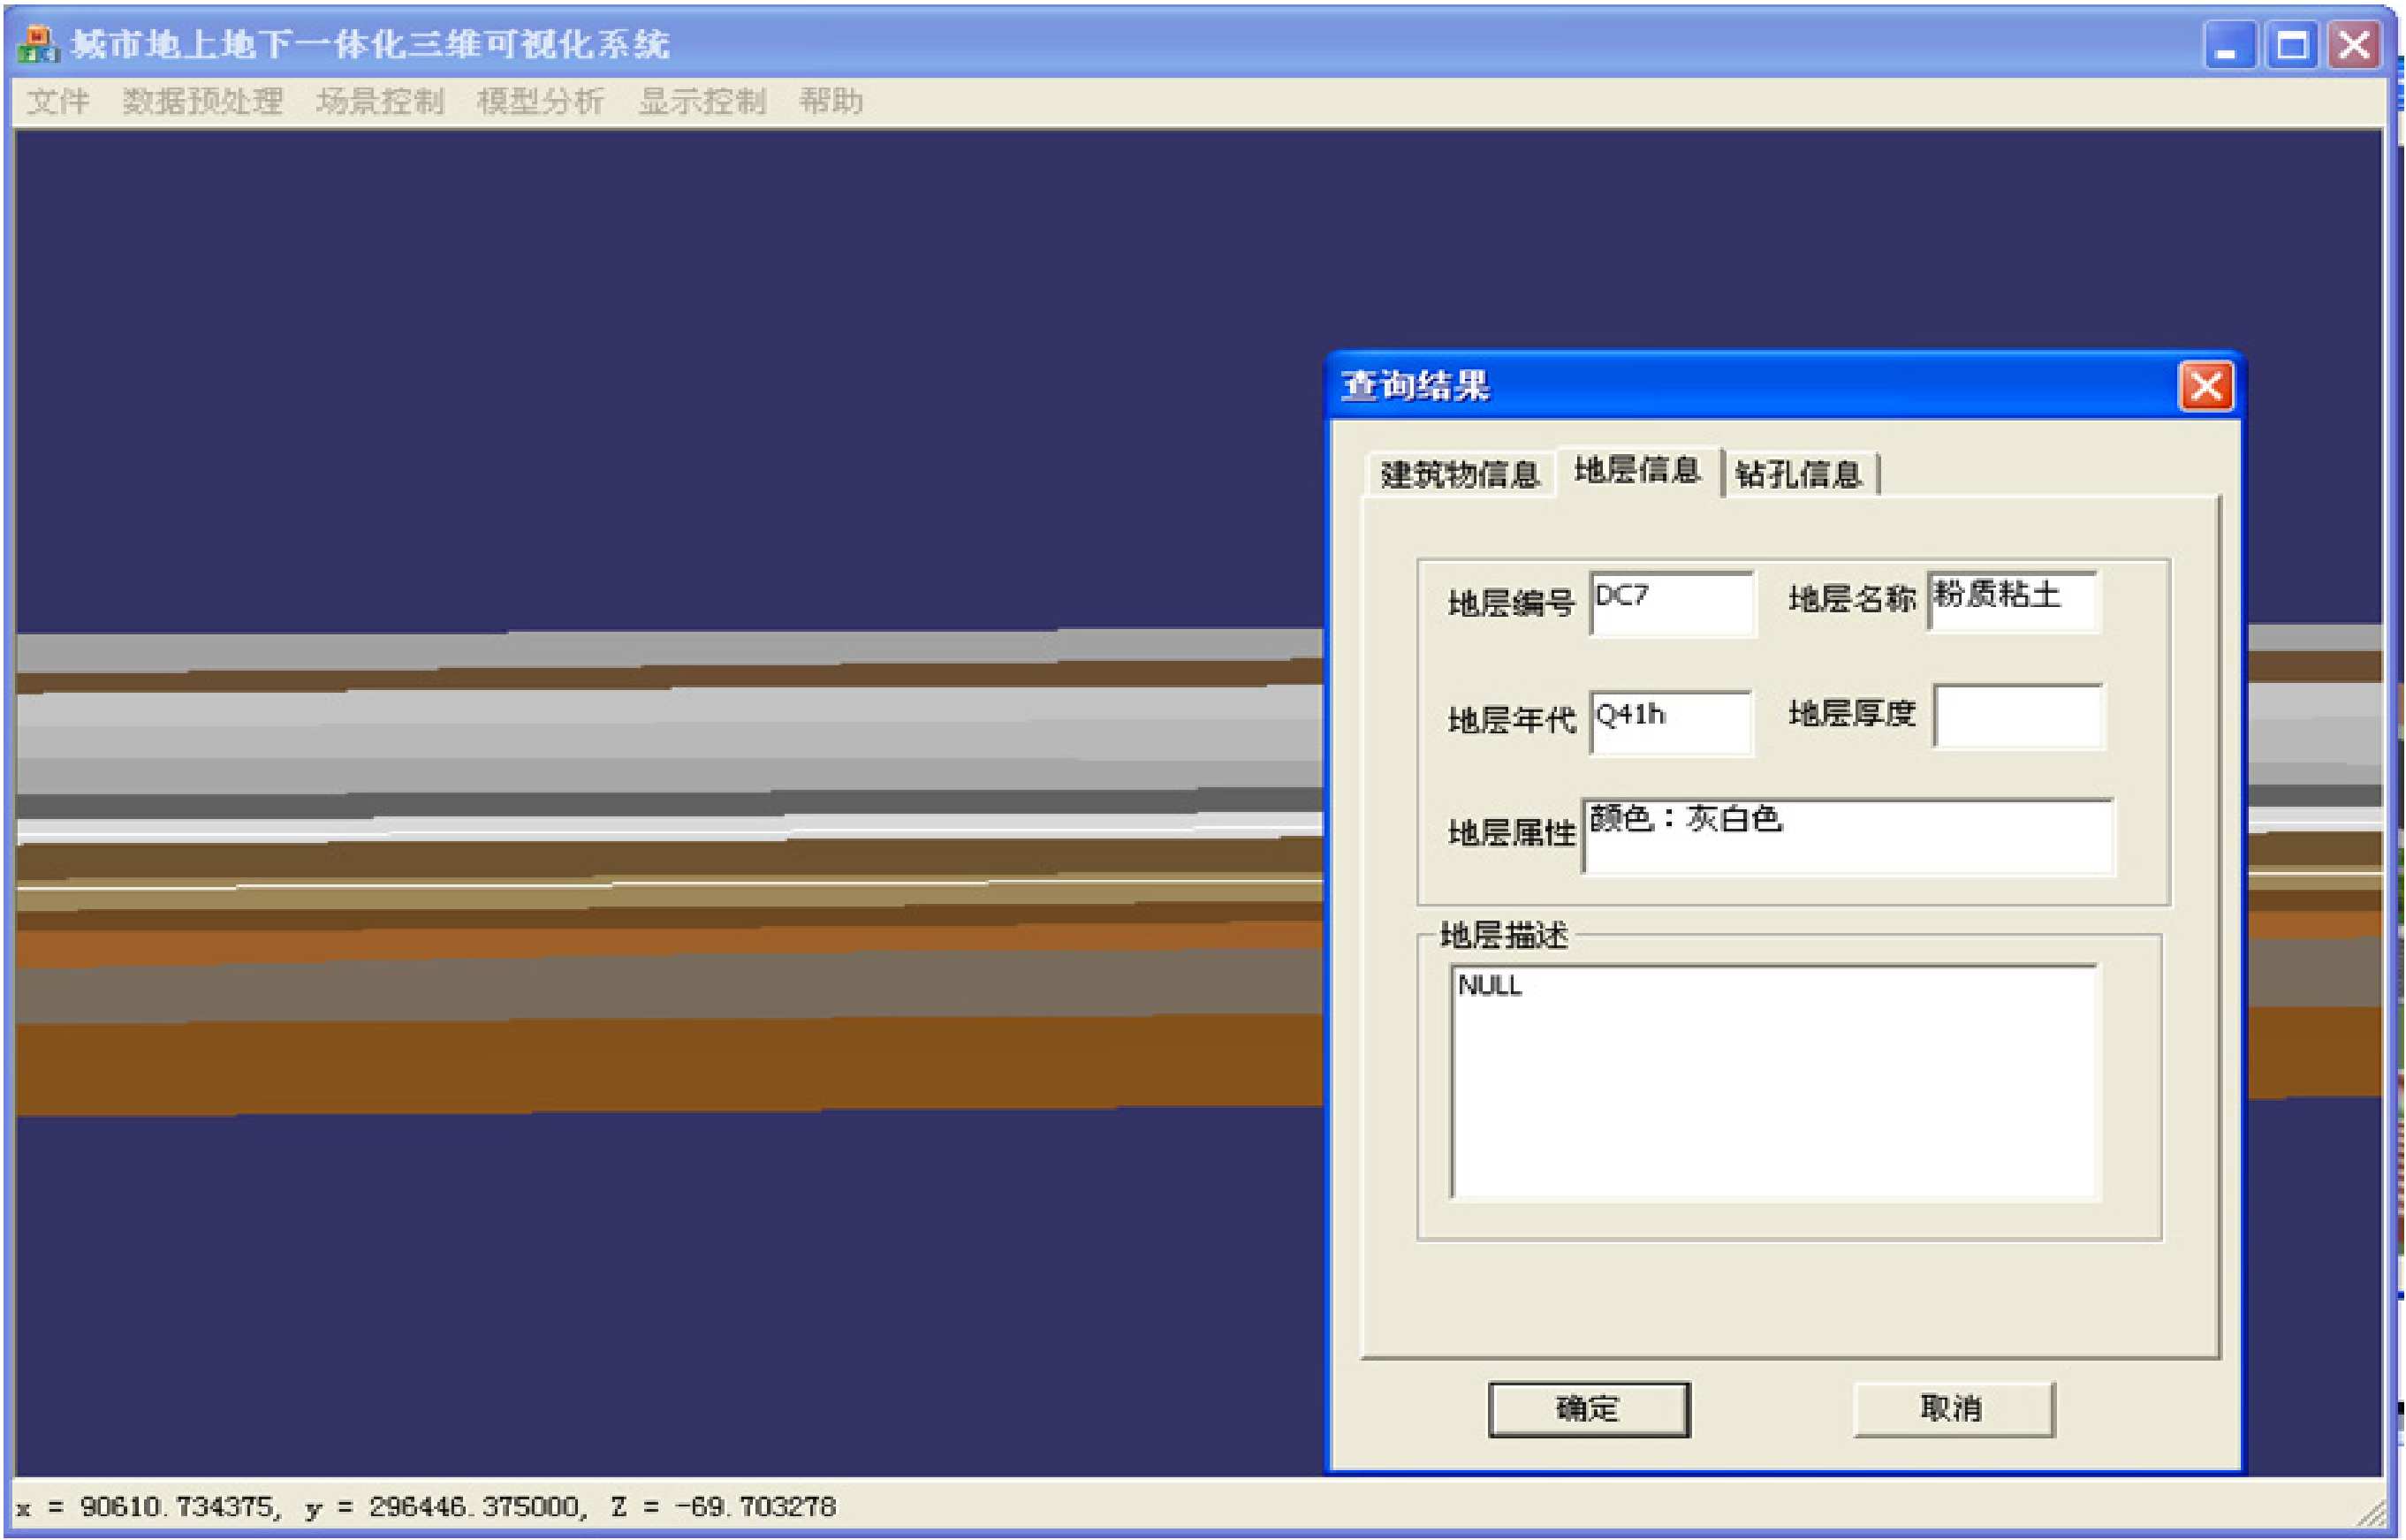 城市地上地下一体化三维可视化系统
文件 数据预处理 场景控制 模型分析 显示控制 帮助
查询结果
建筑物信息 地层信息 钻孔信息
地层编号 DC7 地层名称 粉质粘土
地层年代 Q41h 地层厚度
地层属性 颜色：灰白色
地层描述
NULL
确定 取消
x = 90610.734375, y = 296446.375000, Z = -69.703278